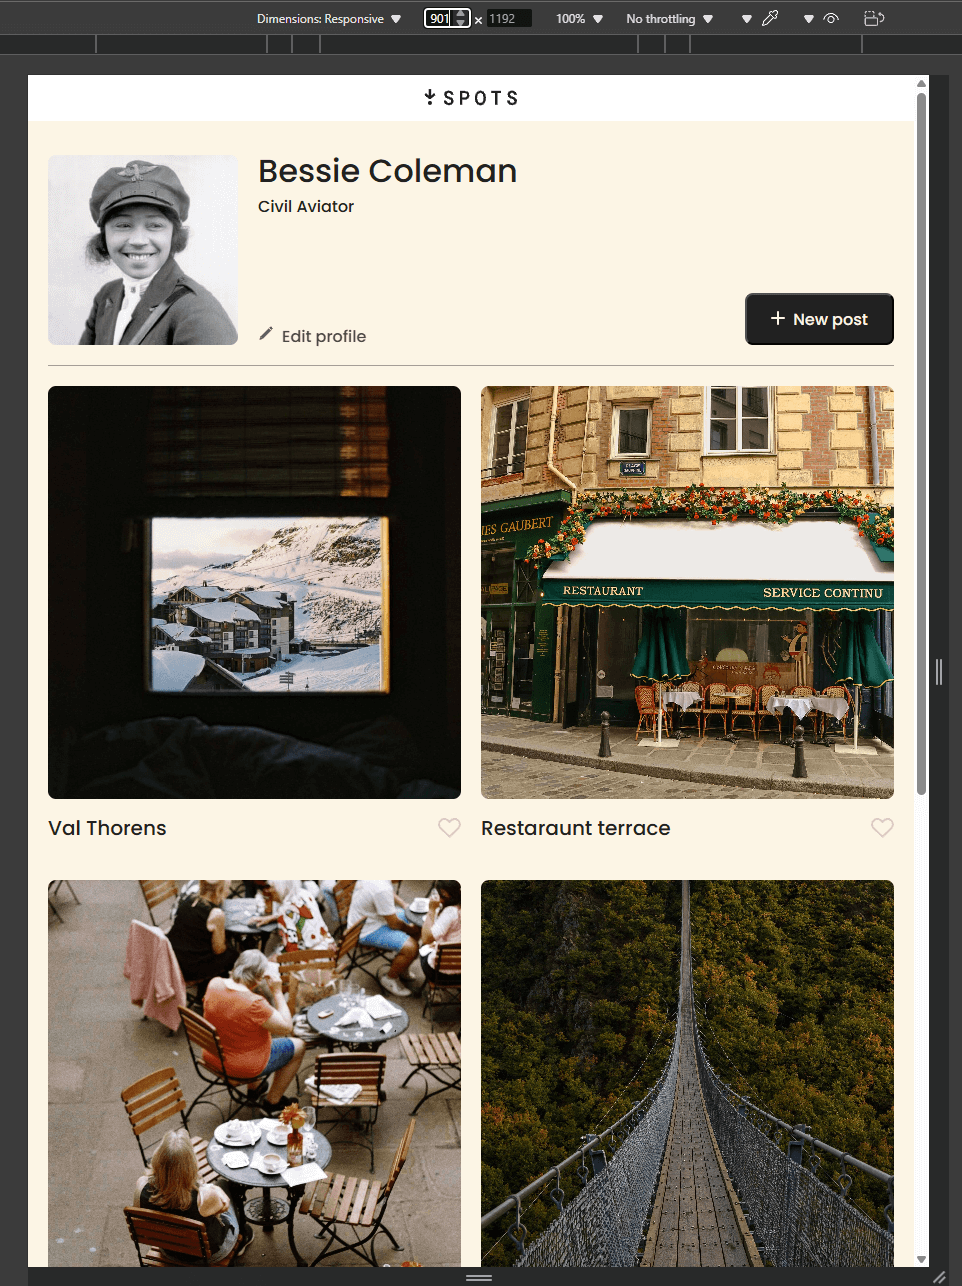 Dimensions: Responsive 901 x 1192 100% No throttling
SPOTS
Bessie Coleman
Civil Aviator
Edit profile
+ New post
ES GAUBERT
RESTAURANT
SERVICE CONTINU
Val Thorens
Restaraunt terrace